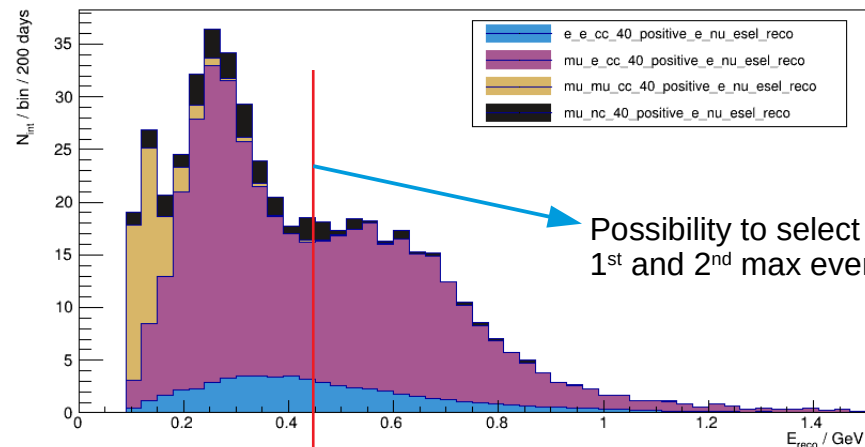 N_int / bin / 200 days
35
30
25
20
15
10
5
0
e_e_cc_40_positive_e_nu_esel_reco
mu_e_cc_40_positive_e_nu_esel_reco
mu_mu_cc_40_positive_e_nu_esel_reco
mu_nc_40_positive_e_nu_esel_reco
Possibility to select
1st and 2nd max ever
0 0.2 0.4 0.6 0.8 1 1.2 1.4
E_reco / GeV